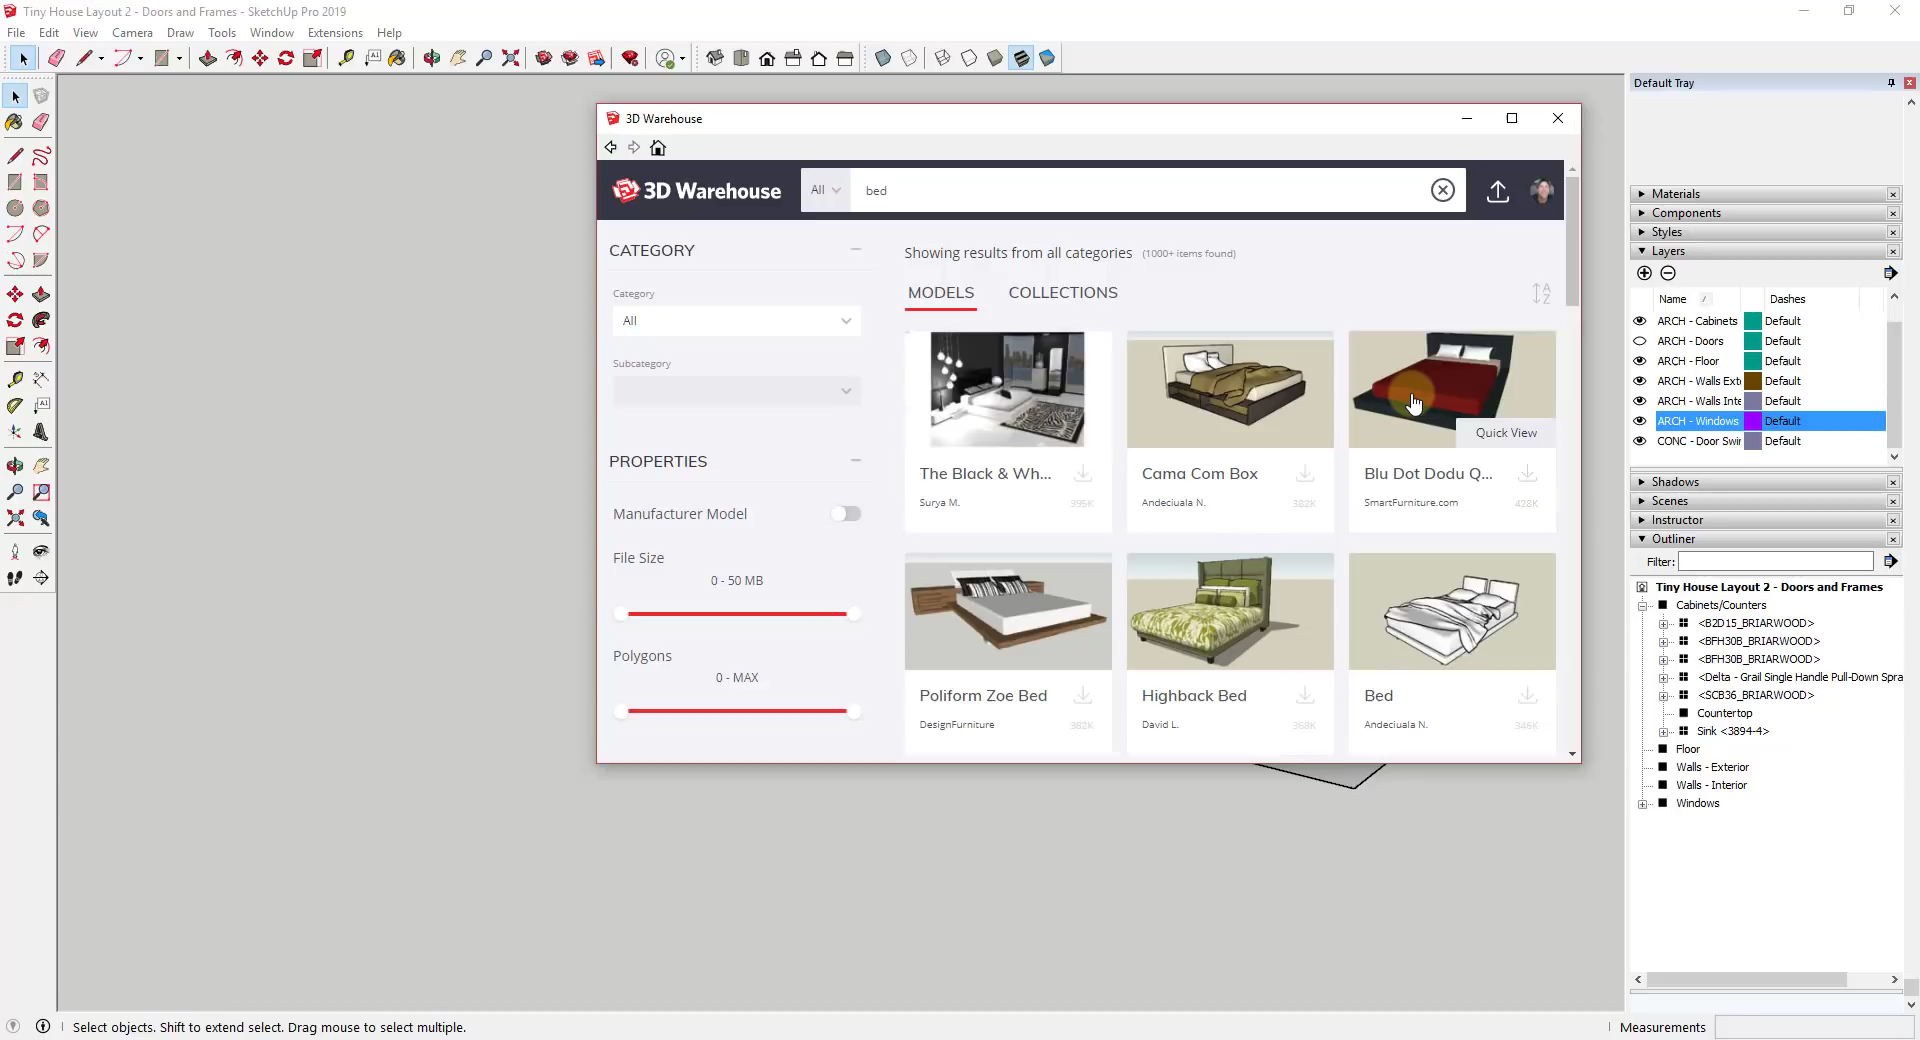 Tiny House Layout 2 - Doors and Frames - SketchUp Pro 2019
File Edit View Camera Draw Tools Window Extensions Help
Default Tray
3D Warehouse
3D Warehouse All bed
CATEGORY
Category
All
Subcategory
PROPERTIES
Manufacturer Model
File Size
0 - 50 MB
Polygons
0 - MAX
Showing results from all categories (1000+ items found)
MODELS COLLECTIONS
Quick View
The Black & Wh... Cama Com Box Blu Dot Dodu Q...
Surya M. 995K Andeciuala N. 382K SmartFurniture.com 428K
Poliform Zoe Bed Highback Bed Bed
DesignFurniture 382K David L. 368K Andeciuala N. 346K
Materials
Components
Styles
Layers
Name Dashes
ARCH - Cabinets Default
ARCH - Doors Default
ARCH - Floor Default
ARCH - Walls Ext Default
ARCH - Walls Inte Default
ARCH - Windows Default
CONC - Door Swi Default
Shadows
Scenes
Instructor
Outliner
Filter:
Tiny House Layout 2 - Doors and Frames
Cabinets/Counters
<B2D15_BRIARWOOD>
<BFH30B_BRIARWOOD>
<BFH30B_BRIARWOOD>
<Delta - Grail Single Handle Pull-Down Spra
<SCB36_BRIARWOOD>
Countertop
Sink <3894-4>
Floor
Walls - Exterior
Walls - Interior
Windows
Select objects. Shift to extend select. Drag mouse to select multiple.
Measurements